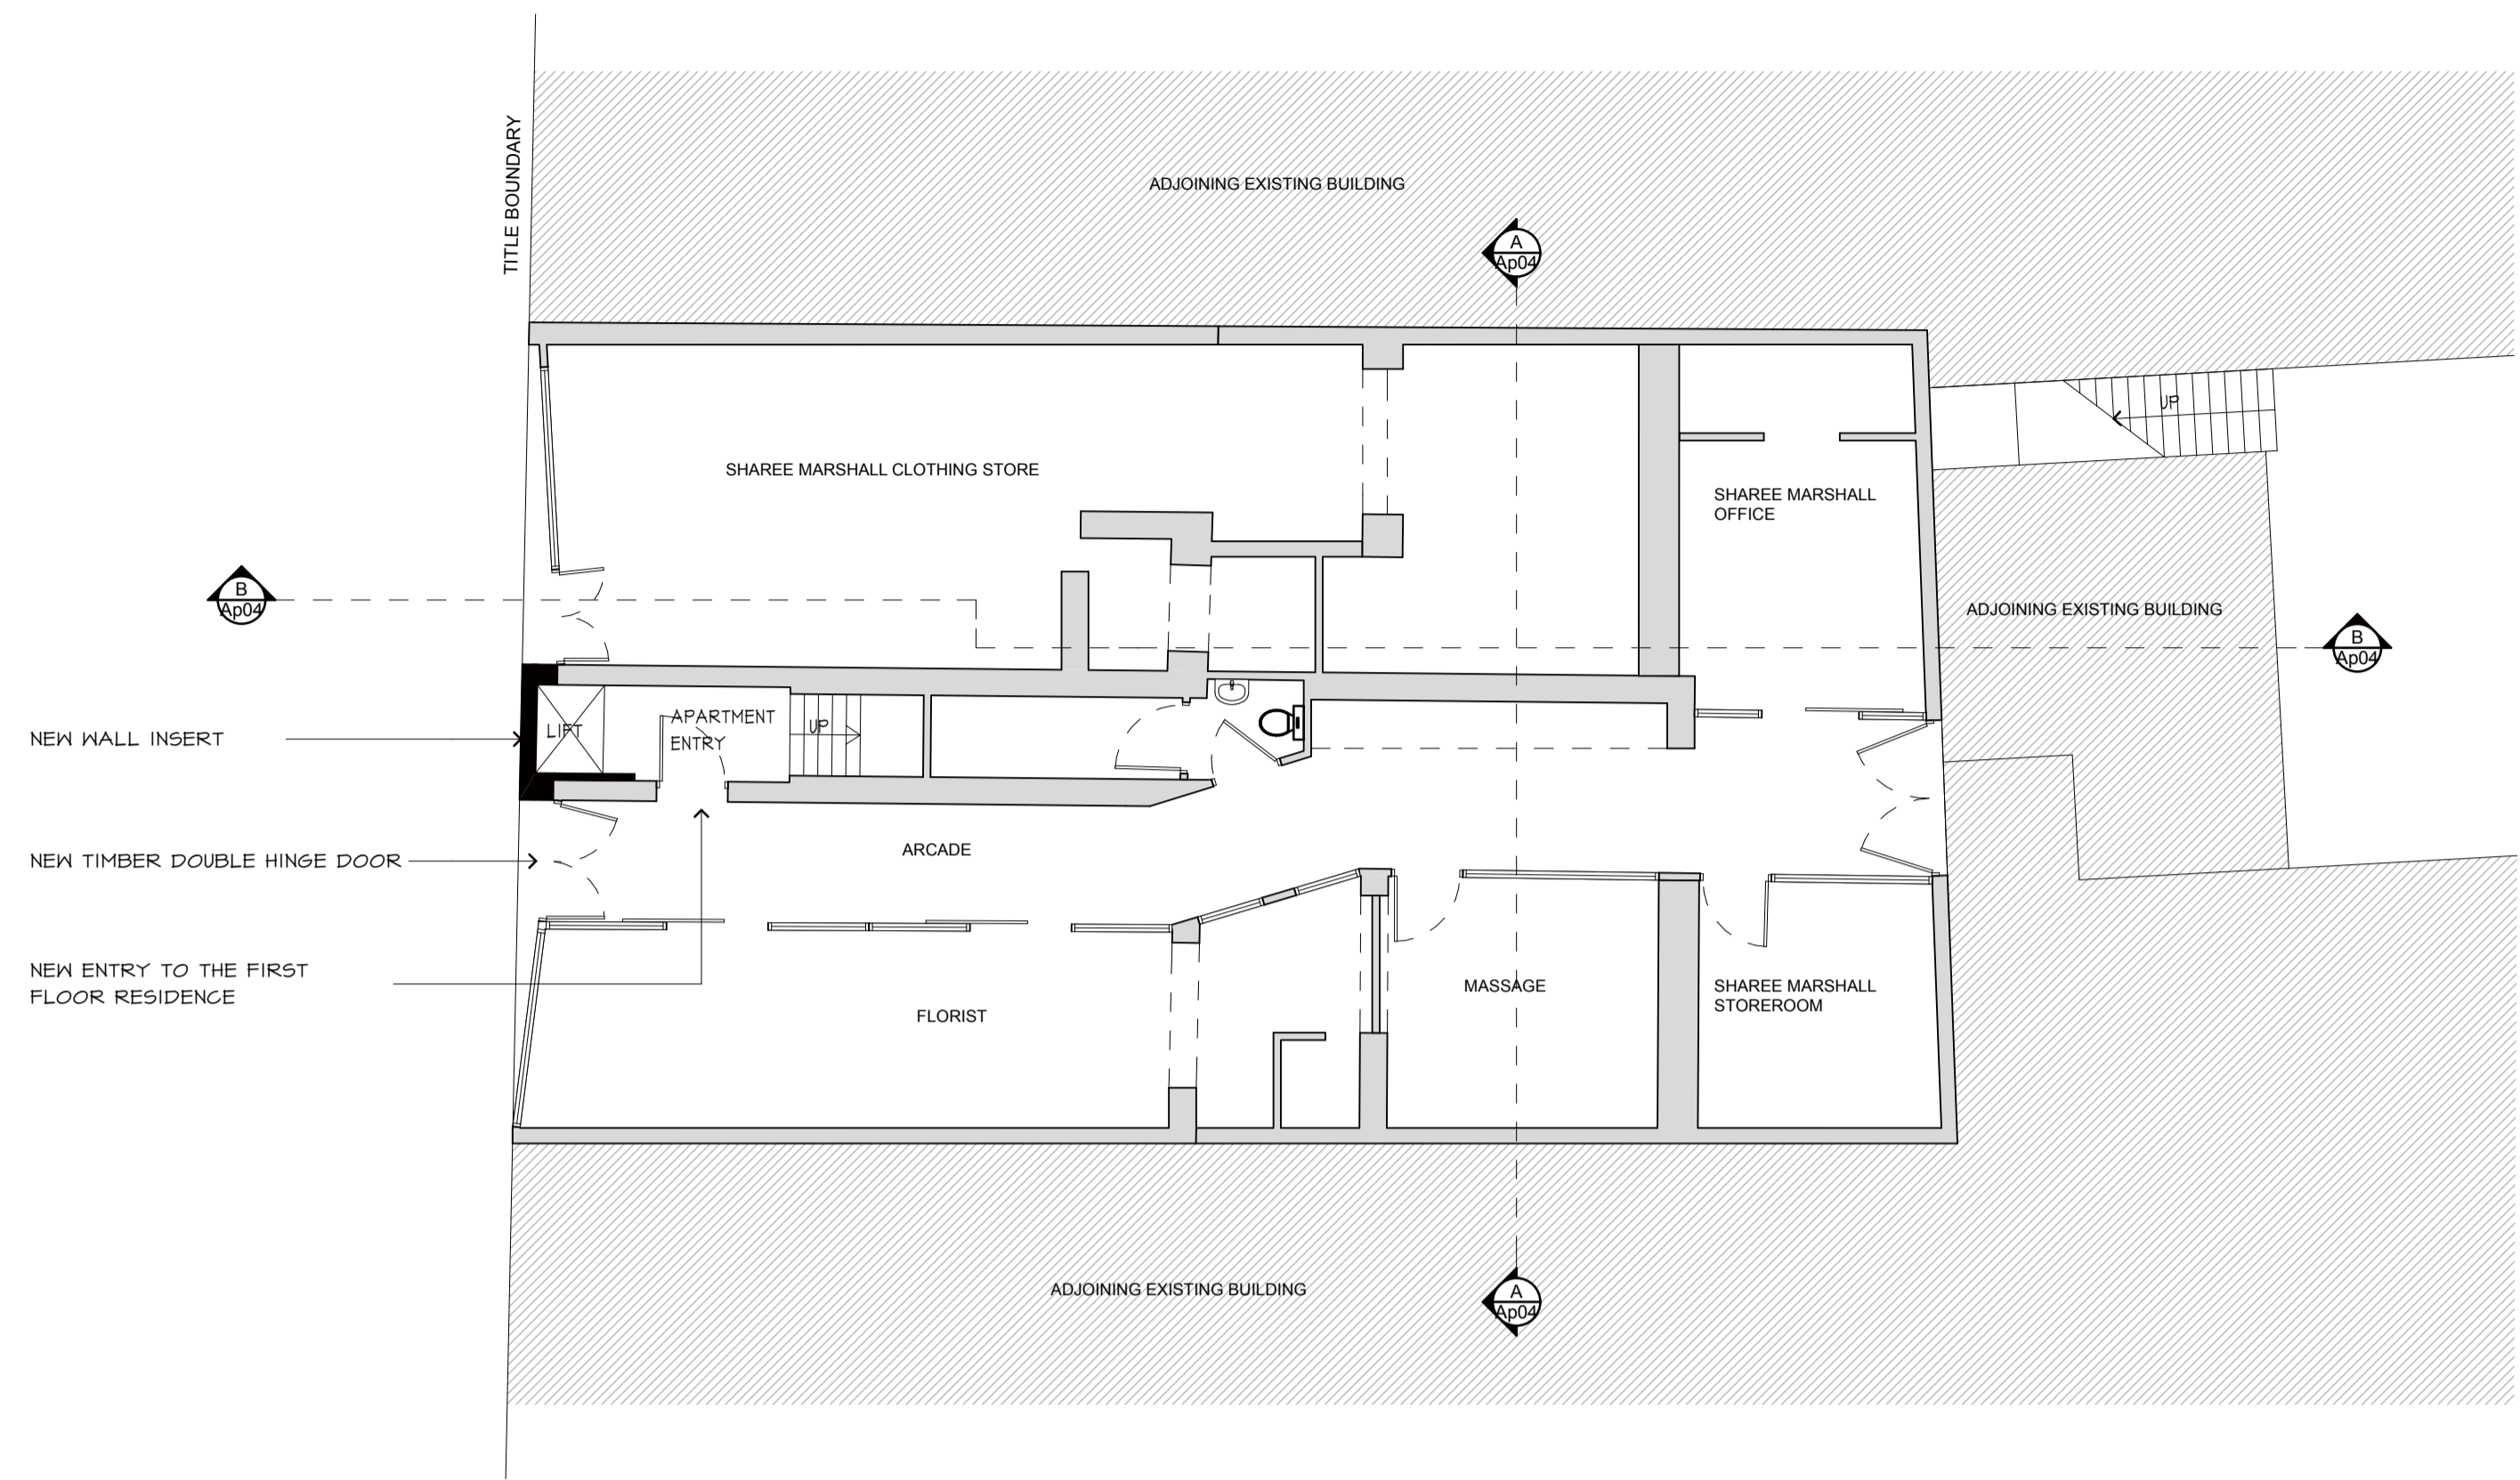 TITLE BOUNDARY
ADJOINING EXISTING BUILDING
A
Ap04
UP
SHAREE MARSHALL CLOTHING STORE
SHAREE MARSHALL
OFFICE
B
Ap04
ADJOINING EXISTING BUILDING
B
Ap04
LIFT
APARTMENT
ENTRY
UP
NEW WALL INSERT
ARCADE
NEW TIMBER DOUBLE HINGE DOOR
NEW ENTRY TO THE FIRST
FLOOR RESIDENCE
FLORIST
MASSAGE
SHAREE MARSHALL
STOREROOM
ADJOINING EXISTING BUILDING
A
Ap04